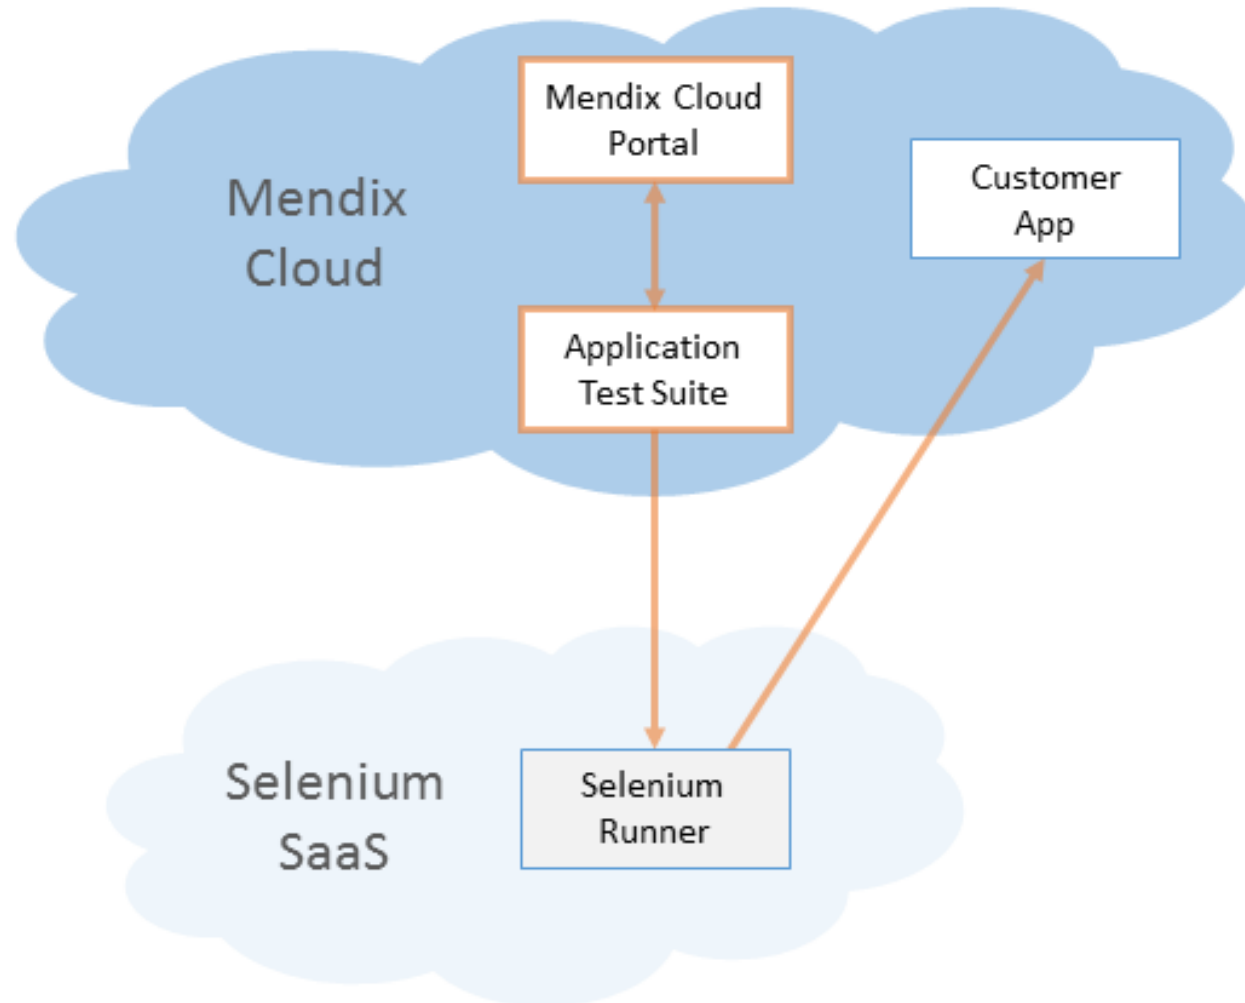 Mendix Cloud
Portal
Customer
App
Mendix
Cloud
Application
Test Suite
Selenium
SaaS
Selenium
Runner